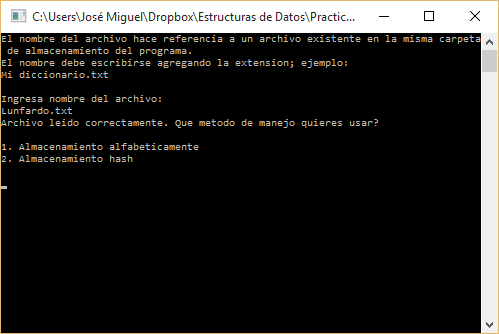 C:\Users\José Miguel\Dropbox\Estructuras de Datos\Practic...
El nombre del archivo hace referencia a un archivo existente en la misma carpeta
de almacenamiento del programa.
El nombre debe escribirse agregando la extension; ejemplo:
Mi diccionario.txt
Ingresa nombre del archivo:
Lunfardo.txt
Archivo leido correctamente. Que metodo de manejo quieres usar?
1. Almacenamiento alfabeticamente
2. Almacenamiento hash